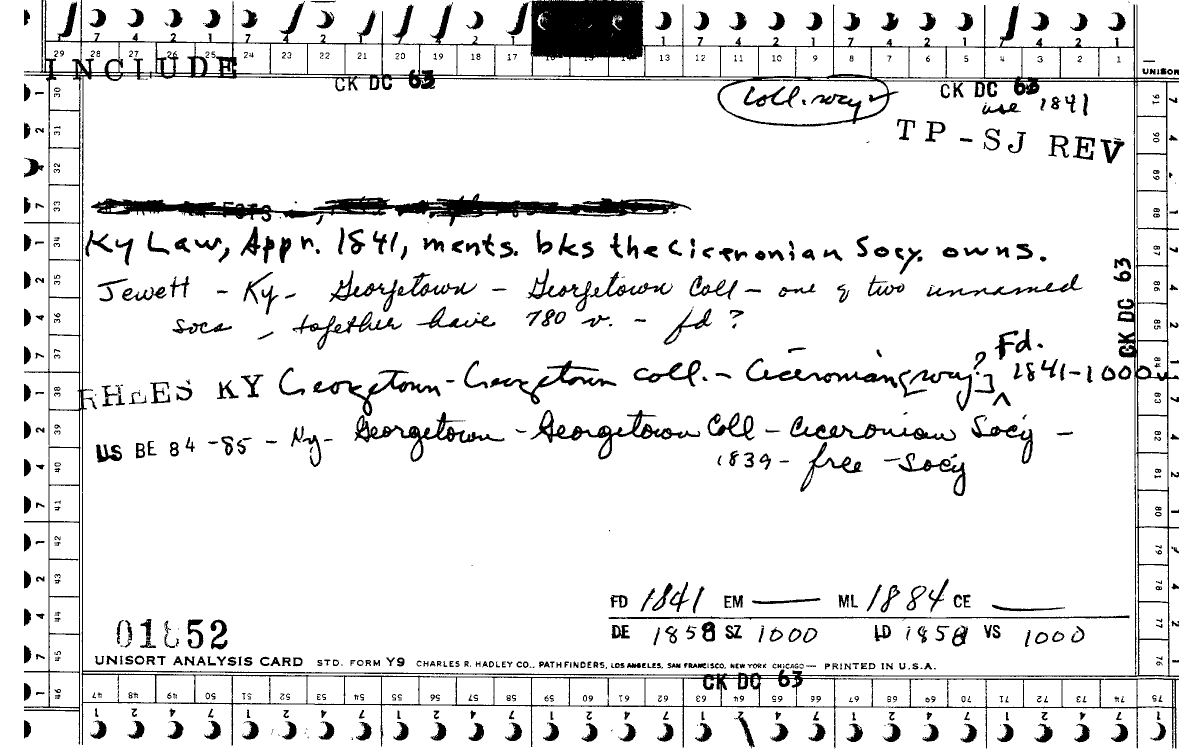 INCLUDE
CK DC 63
Coll. socy
CK DC 63
use 1841
UNISOR
TP-SJ REV
Ky Law, Appr. 1841, ments. bks the Ciceronian Socy. owns.
Jewett - Ky - Georgetown - Georgetown Coll - one of two unnamed
socs, together have 780 v. - fd ?
CK DC 63
Fd.
RHEES KY Georgetown - Georgetown coll. - Ciceronian [socy?] 1841-1000v
US BE 84-85 - Ky - Georgetown - Georgetown Coll - Ciceronian Socy -
1839 - free - Socy
FD 1841 EM — ML 1884 CE —
DE 1858 SZ 1000 LD 1858 VS 1000
01852
UNISORT ANALYSIS CARD STD. FORM Y9 CHARLES R. HADLEY CO., PATHFINDERS, LOS ANGELES, SAN FRANCISCO, NEW YORK CHICAGO — PRINTED IN U.S.A.
CK DC 63